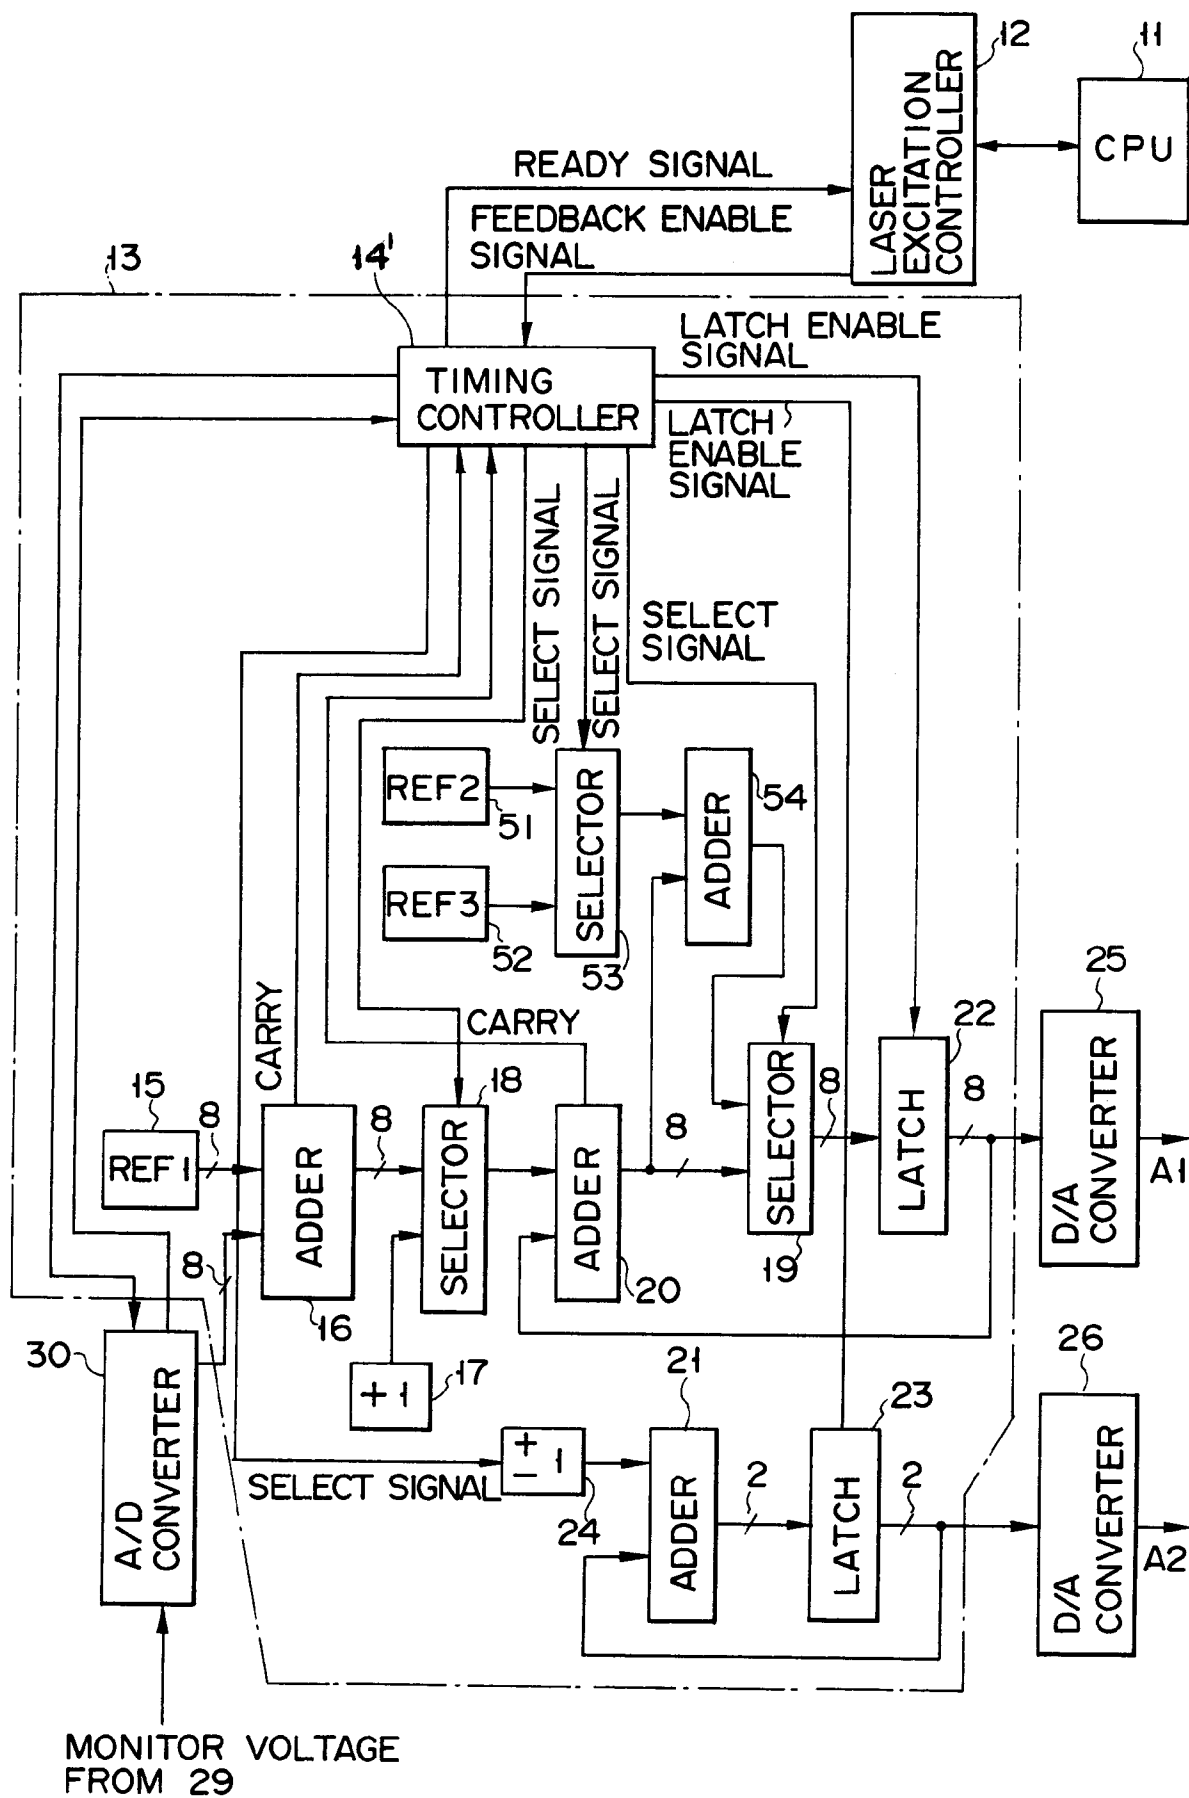 12
11
LASER
EXCITATION
CONTROLLER
CPU
READY SIGNAL
FEEDBACK ENABLE
SIGNAL
13
14'
LATCH ENABLE
SIGNAL
TIMING
CONTROLLER
LATCH
ENABLE
SIGNAL
SELECT SIGNAL
SELECT SIGNAL
SELECT
SIGNAL
REF2
51
SELECTOR
53
ADDER
54
REF3
52
CARRY
CARRY
25
22
15
8
REF1
ADDER
16
8
18
SELECTOR
ADDER
20
8
SELECTOR
19
8
LATCH
8
D/A
CONVERTER
A1
8
30
A/D
CONVERTER
+1
17
21
23
26
+
- 1
24
SELECT SIGNAL
ADDER
2
LATCH
2
D/A
CONVERTER
A2
MONITOR VOLTAGE
FROM 29